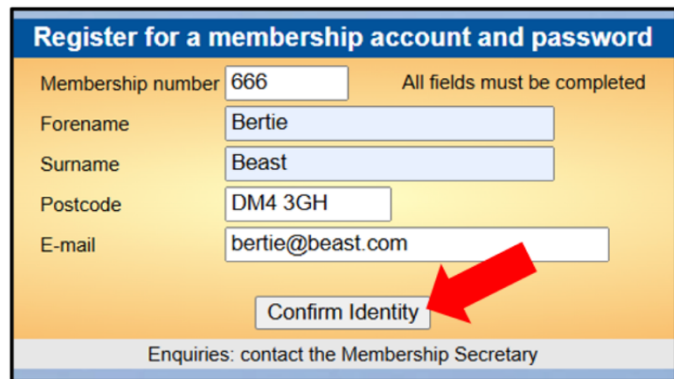 Register for a membership account and password
Membership number 666 All fields must be completed
Forename Bertie
Surname Beast
Postcode DM4 3GH
E-mail bertie@beast.com
Confirm Identity
Enquiries: contact the Membership Secretary